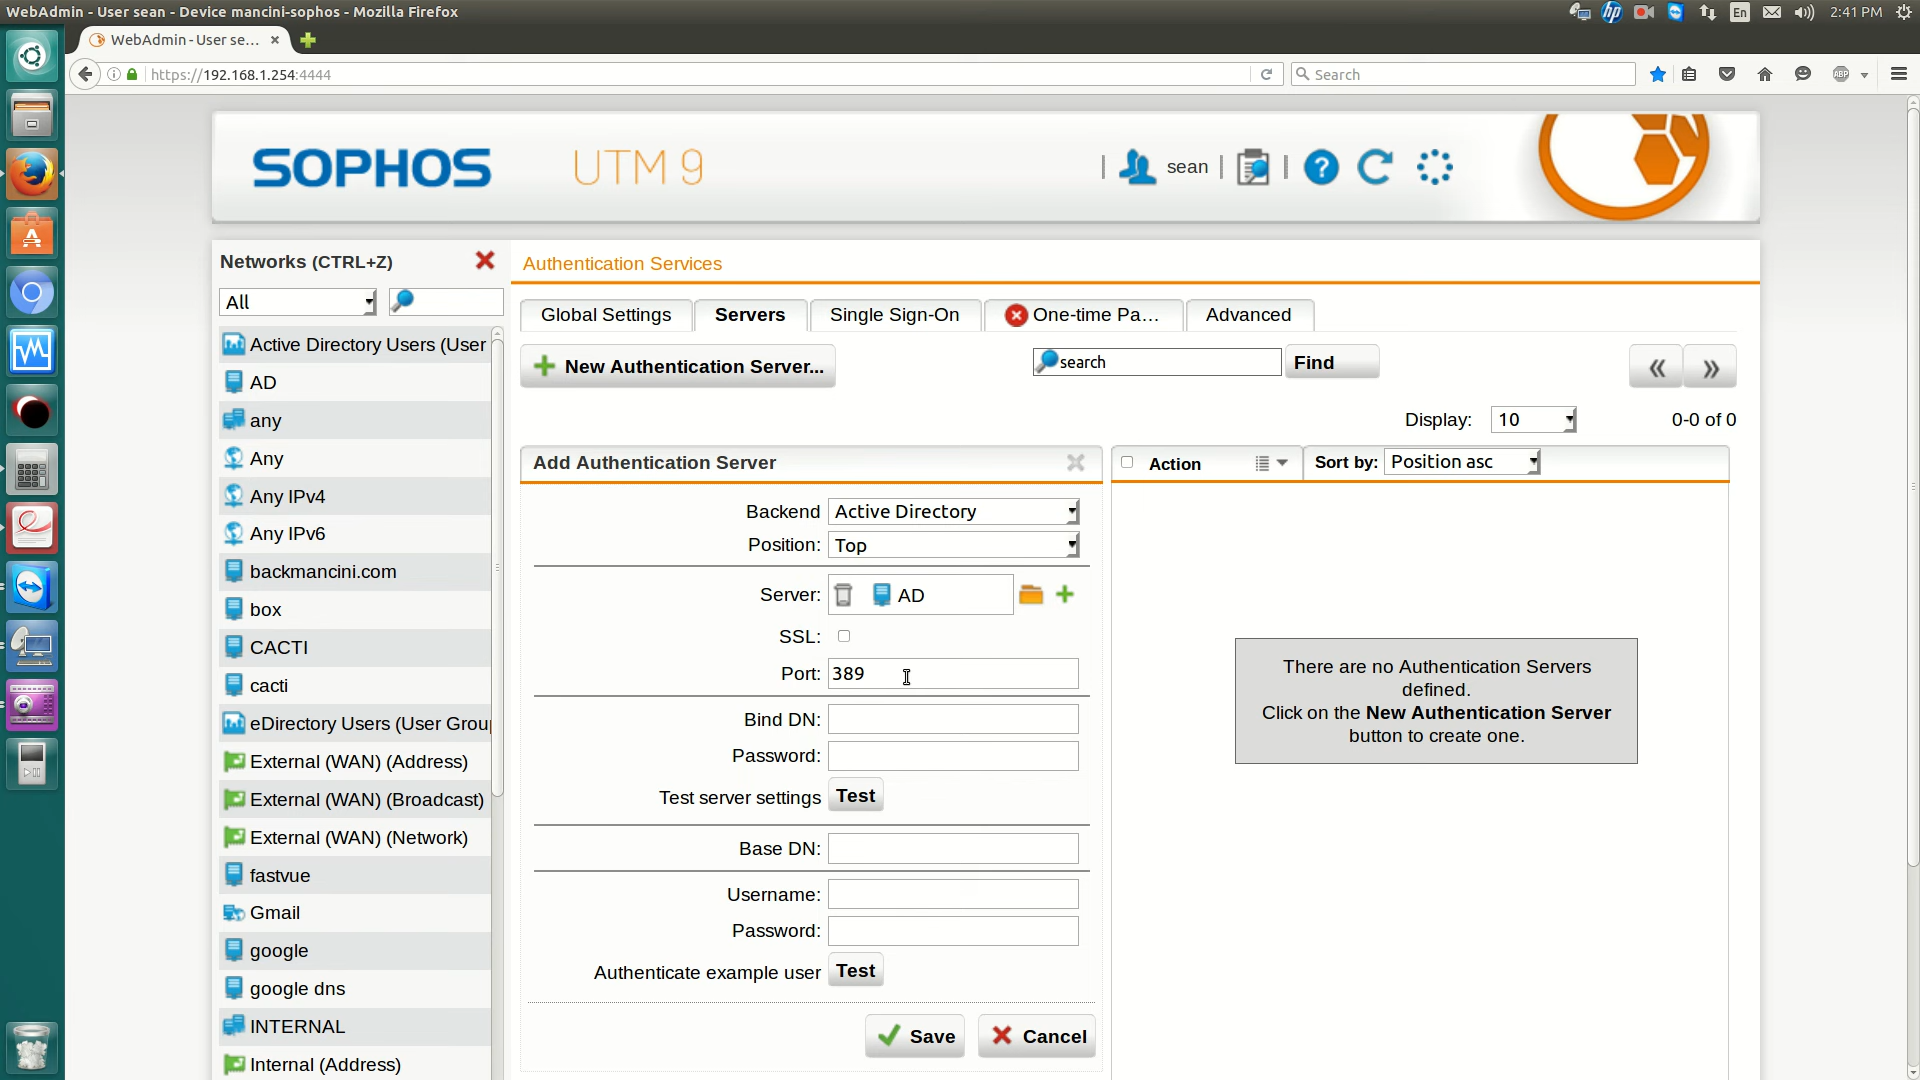 WebAdmin - User sean - Device mancini-sophos - Mozilla Firefox
En
2:41 PM
WebAdmin - User se...
https://192.168.1.254:4444
Search
ABP
SOPHOS
UTM 9
sean
Networks (CTRL+Z)
All
Active Directory Users (User
AD
any
Any
Any IPv4
Any IPv6
backmancini.com
box
CACTI
cacti
eDirectory Users (User Grou
External (WAN) (Address)
External (WAN) (Broadcast)
External (WAN) (Network)
fastvue
Gmail
google
google dns
INTERNAL
Internal (Address)
Authentication Services
Global Settings
Servers
Single Sign-On
One-time Pa...
Advanced
New Authentication Server...
search
Find
«
»
Display:
10
0-0 of 0
Add Authentication Server
Backend
Active Directory
Position:
Top
Server:
AD
SSL:
Port:
389
Bind DN:
Password:
Test server settings
Test
Base DN:
Username:
Password:
Authenticate example user
Test
Save
Cancel
Action
Sort by:
Position asc
There are no Authentication Servers
defined.
Click on the New Authentication Server
button to create one.